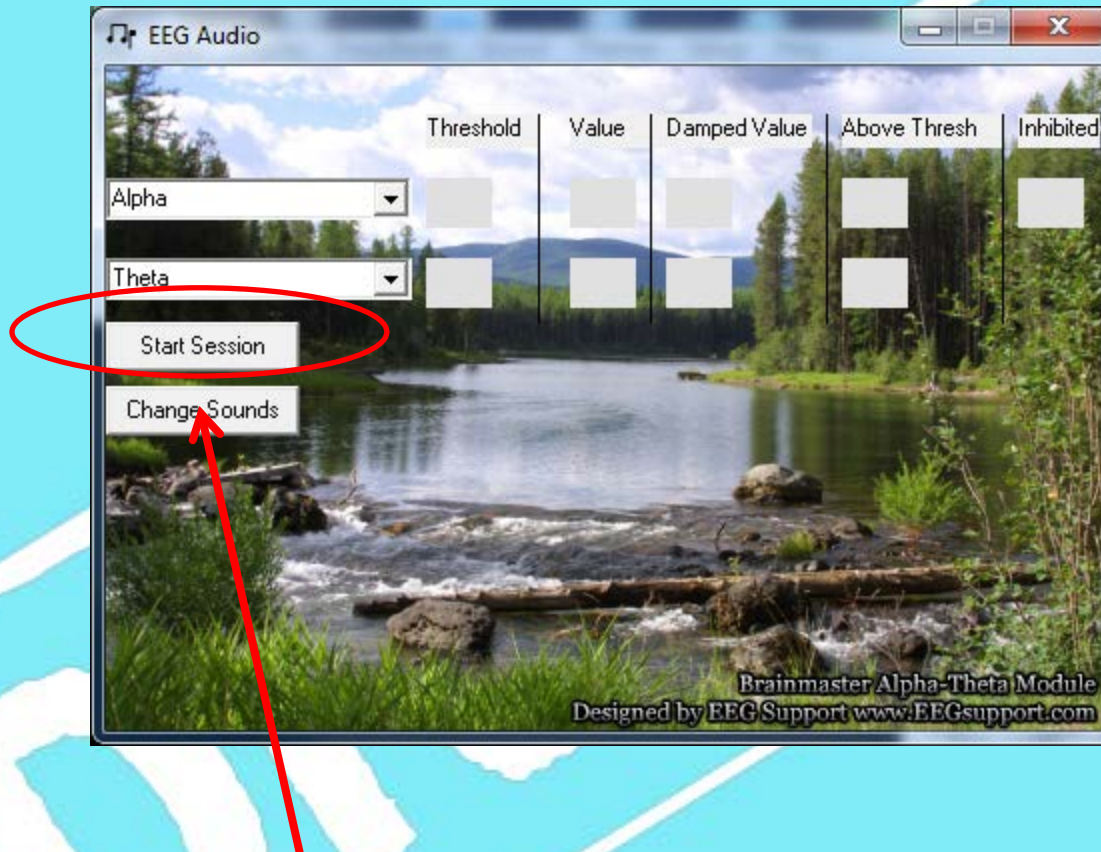 EEG Audio
Threshold Value Damped Value Above Thresh Inhibited
Alpha
Theta
Start Session
Change Sounds
Brainmaster Alpha-Theta Module
Designed by EEG Support www.EEGsupport.com